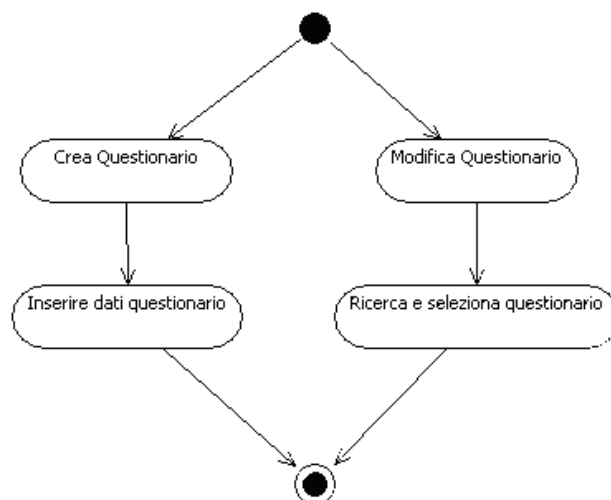 Crea Questionario
Modifica Questionario
Inserire dati questionario
Ricerca e seleziona questionario